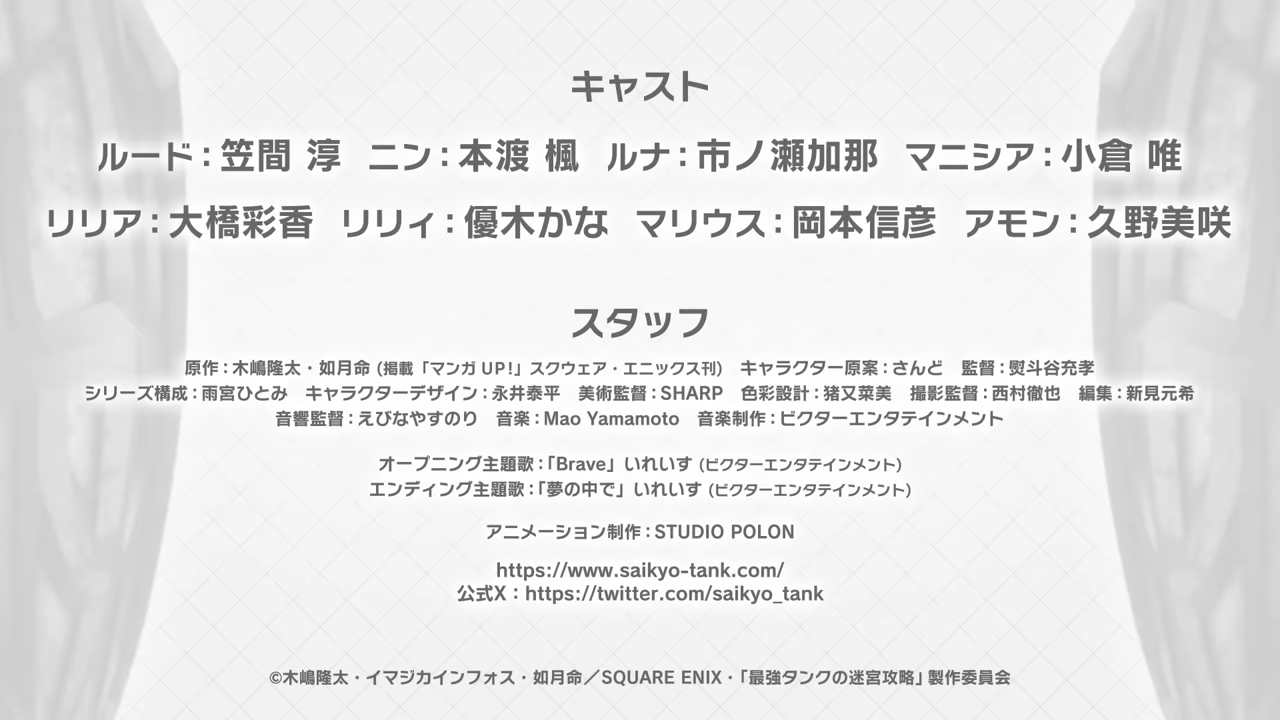 キャスト
ルード：笠間 淳　ニン：本渡 楓　ルナ：市ノ瀬加那　マニシア：小倉 唯
リリア：大橋彩香　リリィ：優木かな　マリウス：岡本信彦　アモン：久野美咲
スタッフ
原作：木嶋隆太・如月命（掲載「マンガ UP！」スクウェア・エニックス刊）　キャラクター原案：さんど　監督：熨斗谷充孝
シリーズ構成：雨宮ひとみ　キャラクターデザイン：永井泰平　美術監督：SHARP　色彩設計：猪又菜美　撮影監督：西村徹也　編集：新見元希
音響監督：えびなやすのり　音楽：Mao Yamamoto　音楽制作：ビクターエンタテインメント
オープニング主題歌：「Brave」いれいす（ビクターエンタテインメント）
エンディング主題歌：「夢の中で」いれいす（ビクターエンタテインメント）
アニメーション制作：STUDIO POLON
https://www.saikyo-tank.com/
公式X：https://twitter.com/saikyo_tank
©木嶋隆太・イマジカインフォス・如月命／SQUARE ENIX・「最強タンクの迷宮攻略」製作委員会